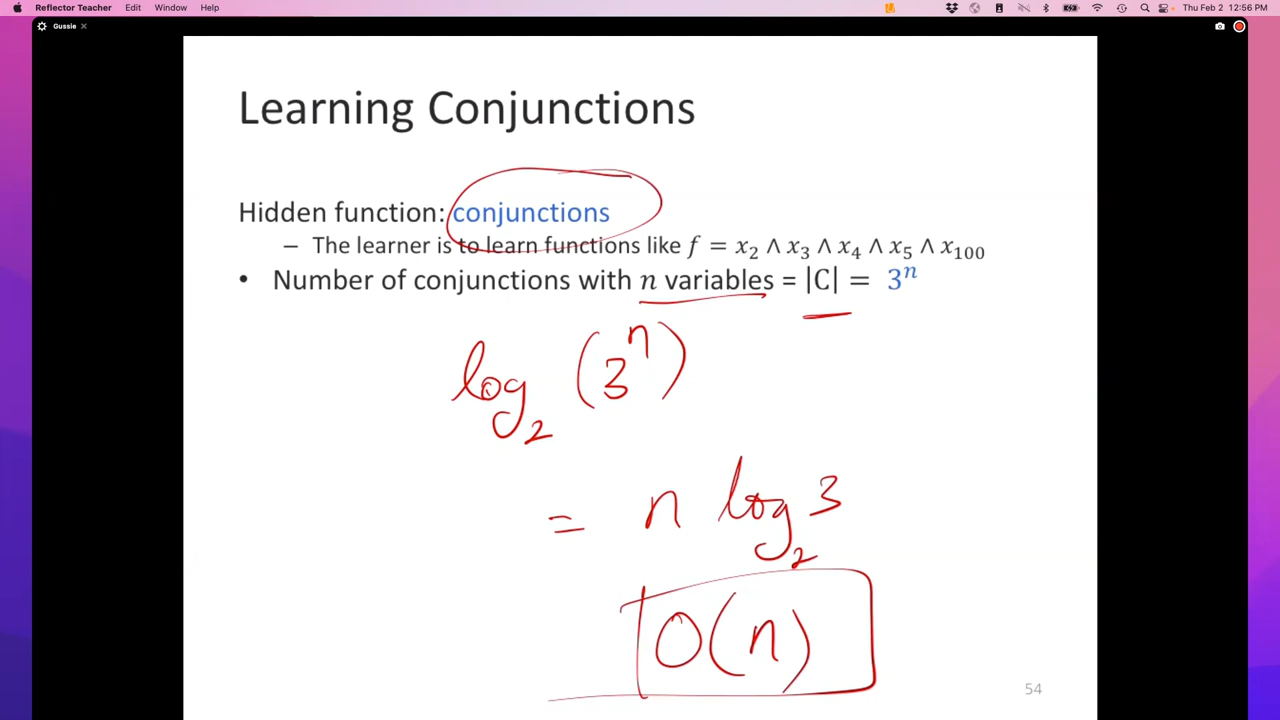 Reflector Teacher Edit Window Help Thu Feb 2 12:56 PM
Gussie ×
Learning Conjunctions
Hidden function: conjunctions
– The learner is to learn functions like f = x₂ ∧ x₃ ∧ x₄ ∧ x₅ ∧ x₁₀₀
• Number of conjunctions with n variables = |C| = 3ⁿ
log₂ (3ⁿ)
= n log₂ 3
O(n)
54